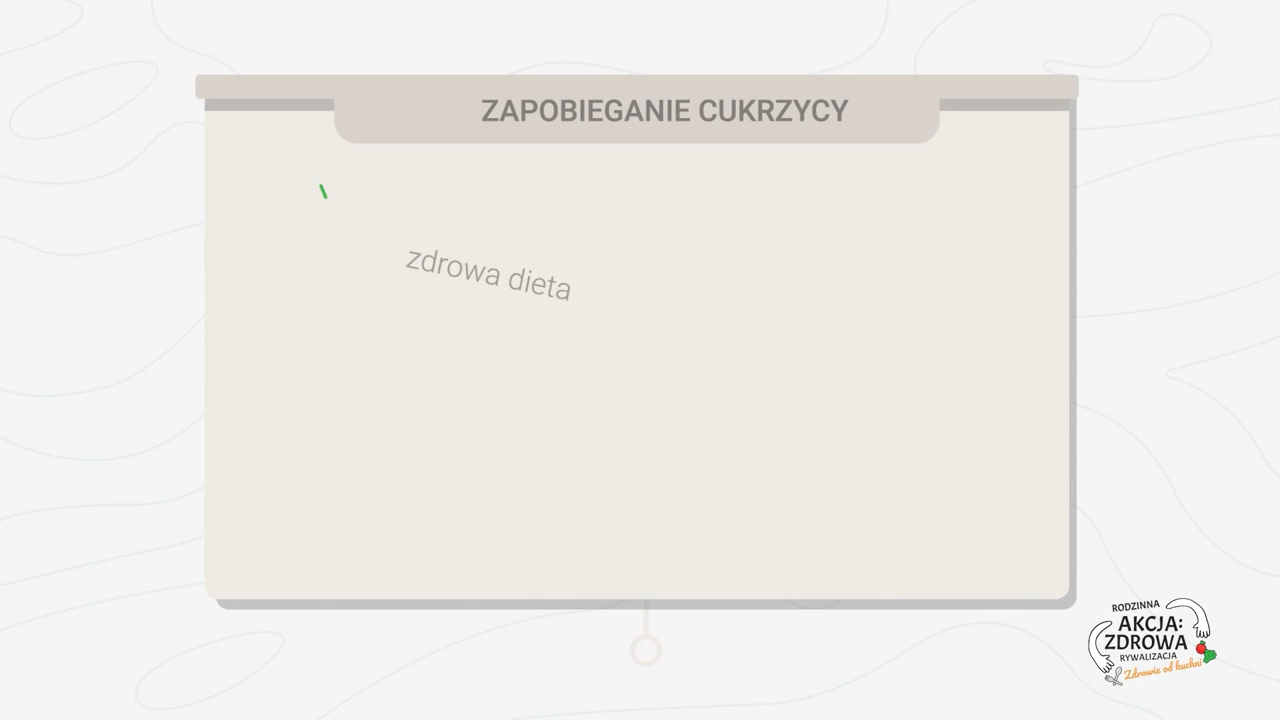 ZAPOBIEGANIE CUKRZYCY
zdrowa dieta
RODZINNA
AKCJA:
ZDROWA
RYWALIZACJA
Zdrowie od kuchni